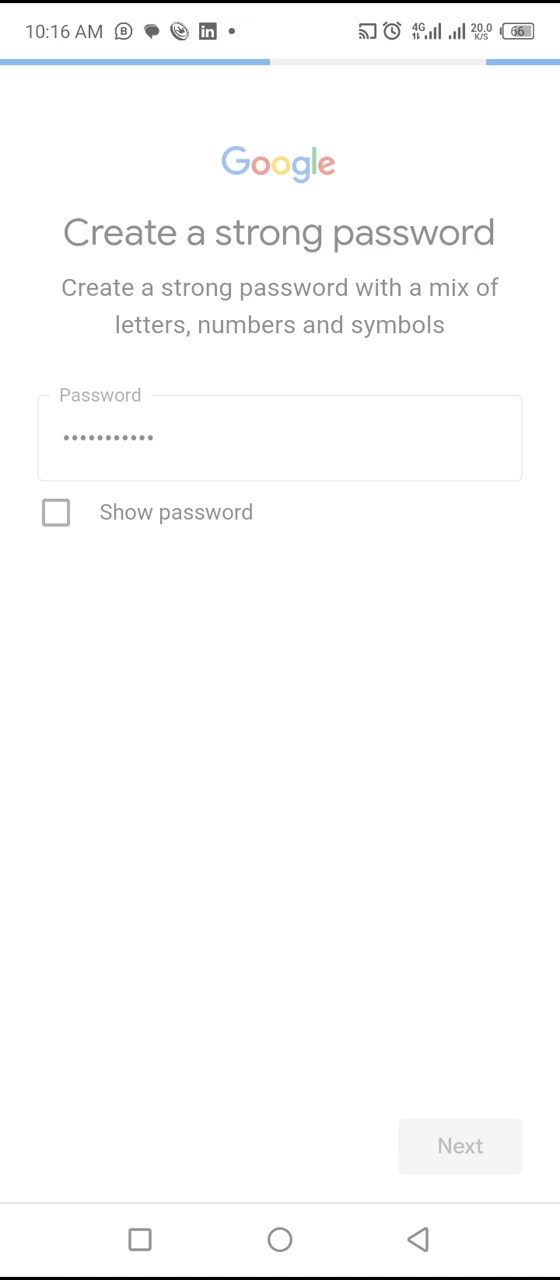 10:16 AM
4G
20.0
K/S
66
Google
Create a strong password
Create a strong password with a mix of
letters, numbers and symbols
Password
•••••••••••
Show password
Next